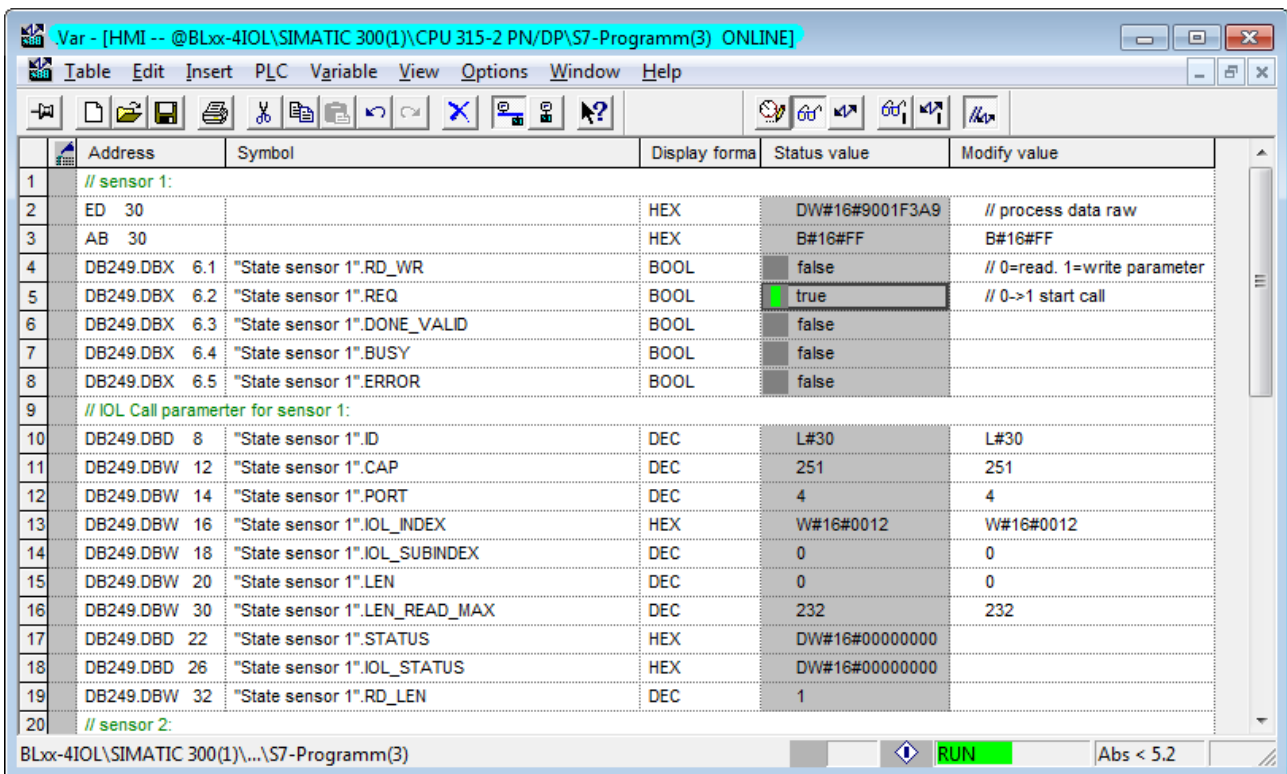 Var - [HMI -- @BLxx-4IOL\SIMATIC 300(1)\CPU 315-2 PN/DP\S7-Programm(3) ONLINE]
Table Edit Insert PLC Variable View Options Window Help
Address Symbol Display forma Status value Modify value
1 // sensor 1:
2 ED 30 HEX DW#16#9001F3A9 // process data raw
3 AB 30 HEX B#16#FF B#16#FF
4 DB249.DBX 6.1 "State sensor 1".RD_WR BOOL false // 0=read. 1=write parameter
5 DB249.DBX 6.2 "State sensor 1".REQ BOOL true // 0->1 start call
6 DB249.DBX 6.3 "State sensor 1".DONE_VALID BOOL false
7 DB249.DBX 6.4 "State sensor 1".BUSY BOOL false
8 DB249.DBX 6.5 "State sensor 1".ERROR BOOL false
9 // IOL Call paramerter for sensor 1:
10 DB249.DBD 8 "State sensor 1".ID DEC L#30 L#30
11 DB249.DBW 12 "State sensor 1".CAP DEC 251 251
12 DB249.DBW 14 "State sensor 1".PORT DEC 4 4
13 DB249.DBW 16 "State sensor 1".IOL_INDEX HEX W#16#0012 W#16#0012
14 DB249.DBW 18 "State sensor 1".IOL_SUBINDEX DEC 0 0
15 DB249.DBW 20 "State sensor 1".LEN DEC 0 0
16 DB249.DBW 30 "State sensor 1".LEN_READ_MAX DEC 232 232
17 DB249.DBD 22 "State sensor 1".STATUS HEX DW#16#00000000
18 DB249.DBD 26 "State sensor 1".IOL_STATUS HEX DW#16#00000000
19 DB249.DBW 32 "State sensor 1".RD_LEN DEC 1
20 // sensor 2:
BLxx-4IOL\SIMATIC 300(1)\...\S7-Programm(3) RUN Abs < 5.2